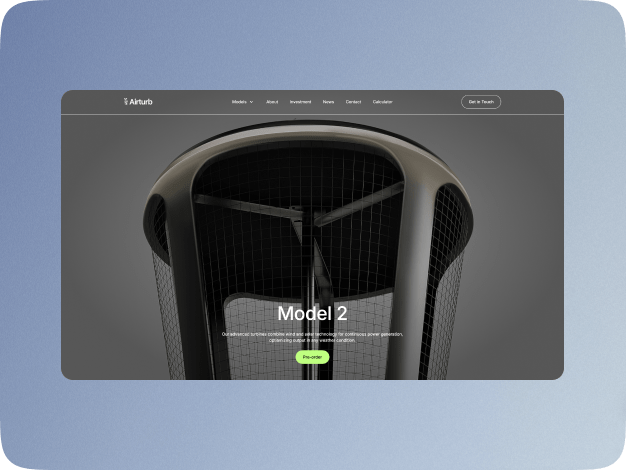 Airturb
Models
About
Investment
News
Contact
Calculator
Get in Touch
Model 2
Our advanced turbines combine wind and solar technology for continuous power generation,
optimizing output in any weather condition.
Pre-order